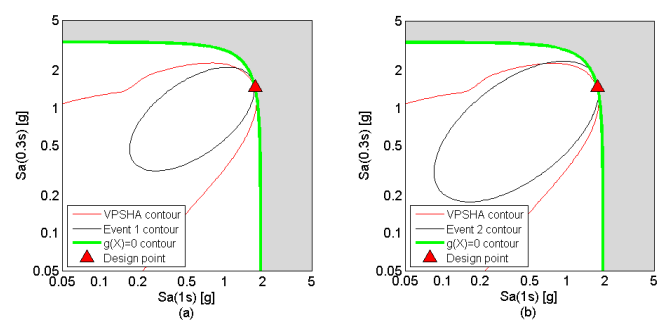 5
2
1
0.5
0.2
0.1
0.05
Sa(0.3s) [g]
VPSHA contour
Event 1 contour
g(X)=0 contour
Design point
0.05 0.1 0.2 0.5 1 2 5
Sa(1s) [g]
(a)
5
2
1
0.5
0.2
0.1
0.05
Sa(0.3s) [g]
VPSHA contour
Event 2 contour
g(X)=0 contour
Design point
0.05 0.1 0.2 0.5 1 2 5
Sa(1s) [g]
(b)